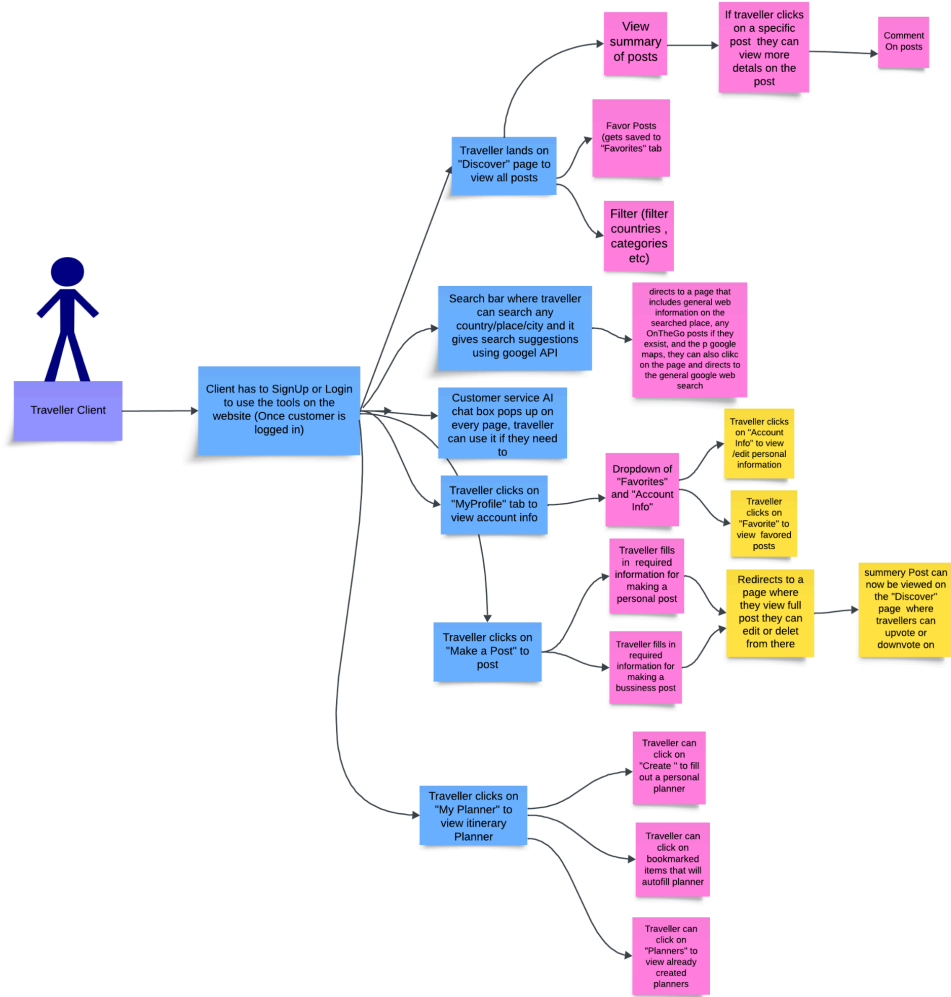 View
summary
of posts
If traveller clicks
on a specific
post they can
view more
detals on the
post
Comment
On posts
Traveller lands on
"Discover" page to
view all posts
Favor Posts
(gets saved to
"Favorites" tab
Filter (filter
countries ,
categories
etc)
Search bar where traveller
can search any
country/place/city and it
gives search suggestions
using googel API
directs to a page that
includes general web
information on the
searched place, any
OnTheGo posts if they
exsist, and the p google
maps, they can also clikc
on the page and directs to
the general google web
search
Traveller Client
Client has to SignUp or Login
to use the tools on the
website (Once customer is
logged in)
Customer service AI
chat box pops up on
every page, traveller
can use it if they need
to
Traveller clicks on
"MyProfile" tab to
view account info
Dropdown of
"Favorites"
and "Account
Info"
Traveller clicks
on "Account
Info" to view
/edit personal
information
Traveller
clicks on
"Favorite" to
view favored
posts
Traveller clicks on
"Make a Post" to
post
Traveller fills
in required
information for
making a
personal post
Traveller fills in
required
information for
making a
bussiness post
Redirects to a
page where
they view full
post they can
edit or delet
from there
summery Post can
now be viewed on
the "Discover"
page where
travellers can
upvote or
downvote on
Traveller clicks on
"My Planner" to
view itinerary
Planner
Traveller can
click on
"Create " to fill
out a personal
planner
Traveller can
click on
bookmarked
items that will
autofill planner
Traveller can
click on
"Planners" to
view already
created
planners